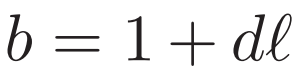 b = 1 + dℓ